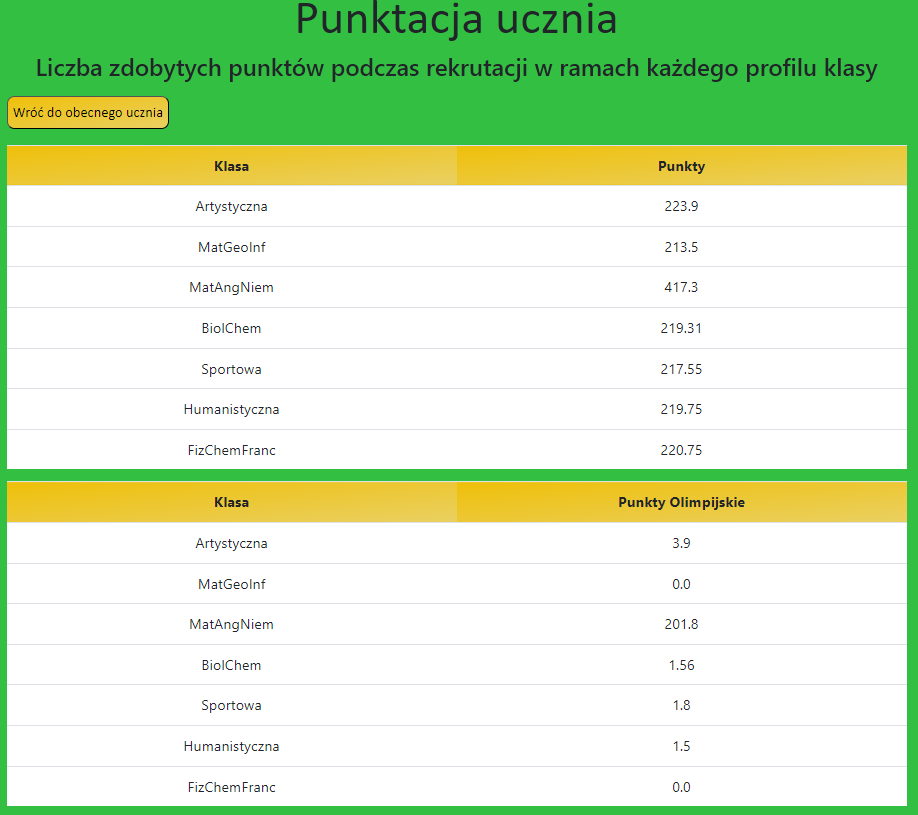 Punktacja ucznia
Liczba zdobytych punktów podczas rekrutacji w ramach każdego profilu klasy
Wróć do obecnego ucznia
Klasa Punkty
Artystyczna 223.9
MatGeoInf 213.5
MatAngNiem 417.3
BiolChem 219.31
Sportowa 217.55
Humanistyczna 219.75
FizChemFranc 220.75
Klasa Punkty Olimpijskie
Artystyczna 3.9
MatGeoInf 0.0
MatAngNiem 201.8
BiolChem 1.56
Sportowa 1.8
Humanistyczna 1.5
FizChemFranc 0.0